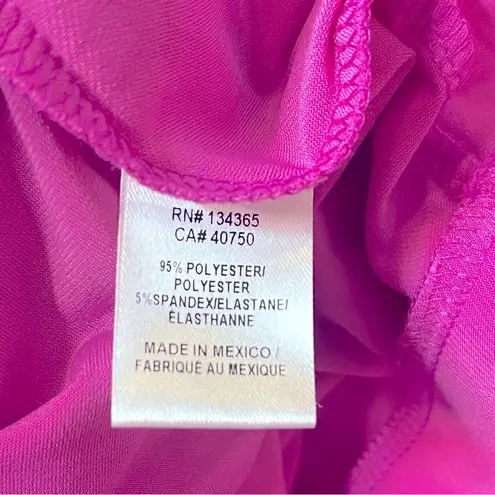 RN# 134365
CA# 40750
95% POLYESTER/
POLYESTER
5%SPANDEX/ELASTANE/
ÉLASTHANNE
MADE IN MEXICO /
FABRIQUÉ AU MEXIQUE